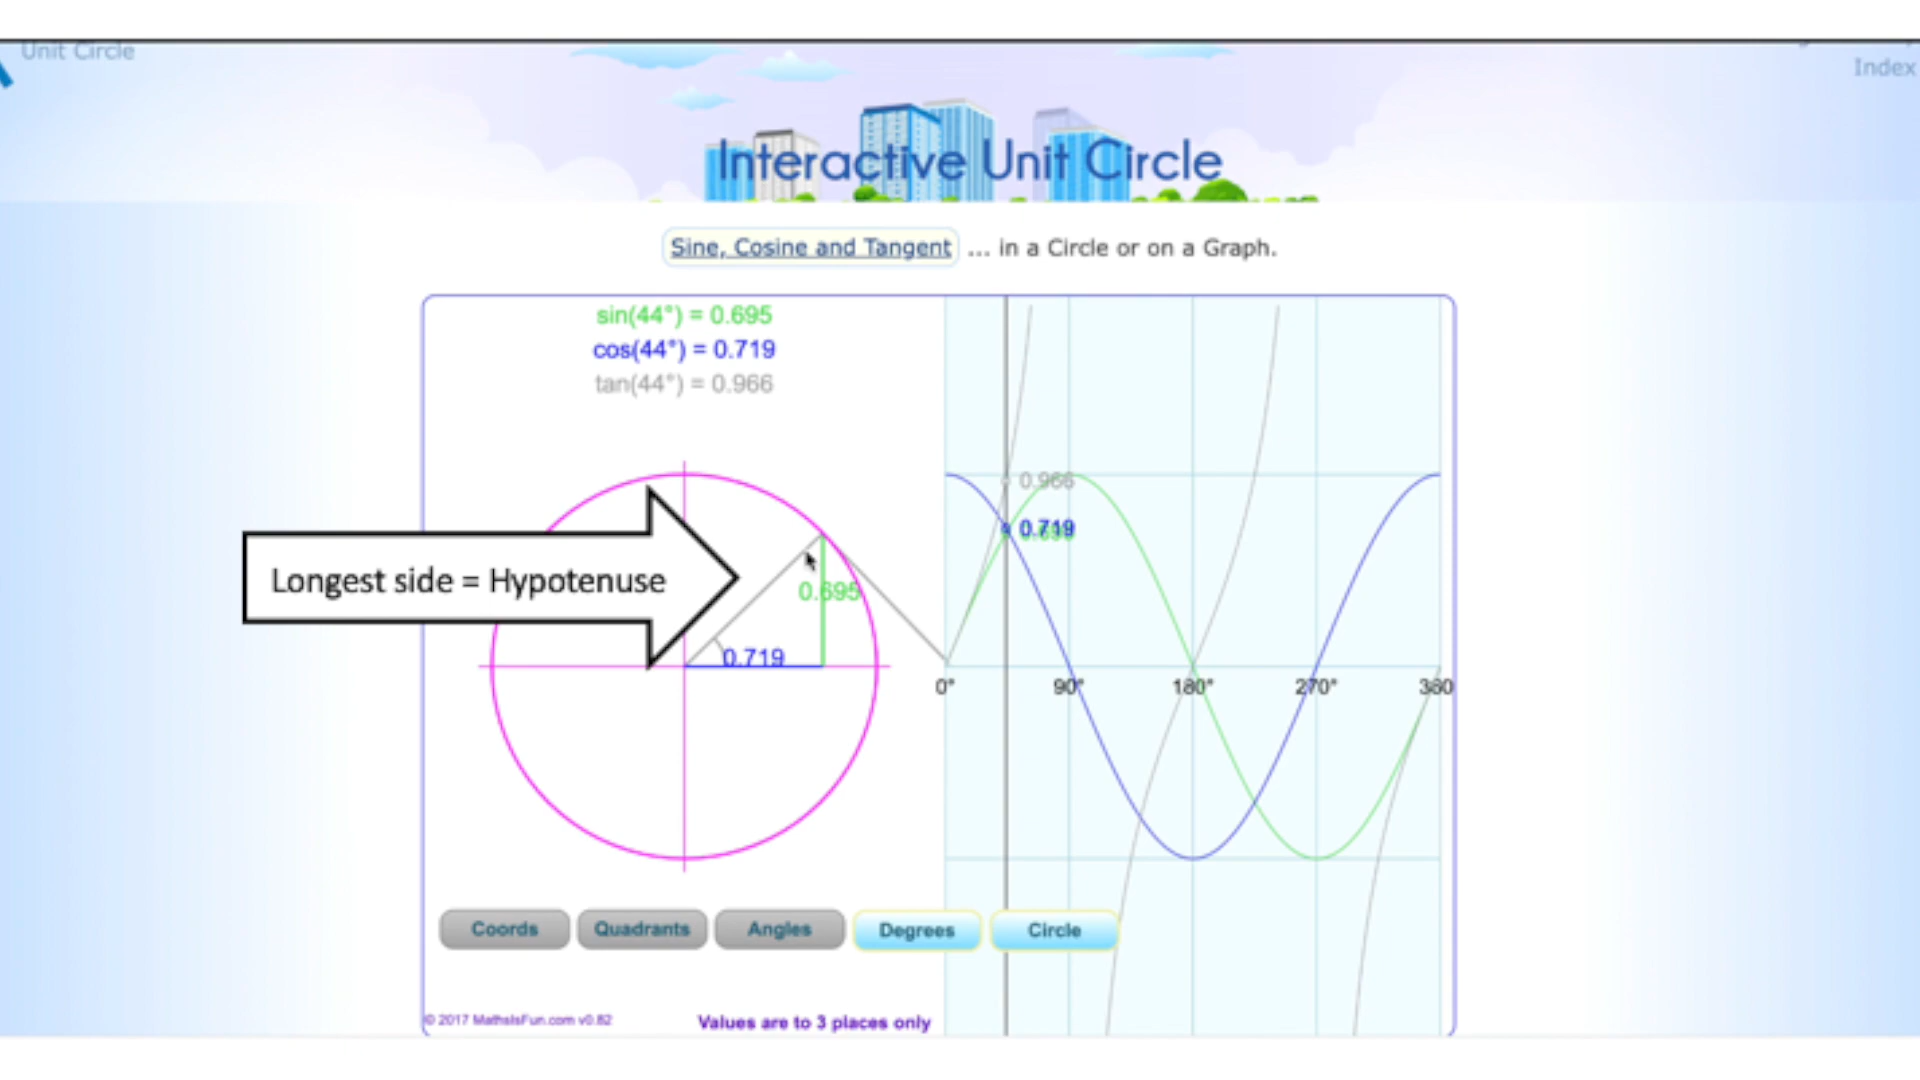 Unit Circle
Index
Interactive Unit Circle
Sine, Cosine and Tangent ... in a Circle or on a Graph.
sin(44°) = 0.695
cos(44°) = 0.719
tan(44°) = 0.966
0.966
0.719
Longest side = Hypotenuse
0.695
0.719
0° 90° 180° 270° 360
Coords Quadrants Angles Degrees Circle
© 2017 MathsIsFun.com v0.82
Values are to 3 places only